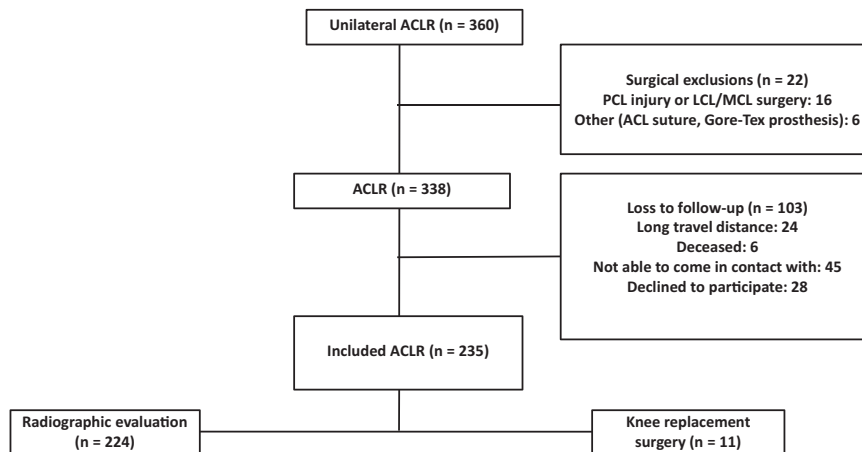 Unilateral ACLR (n = 360)
Surgical exclusions (n = 22)
PCL injury or LCL/MCL surgery: 16
Other (ACL suture, Gore-Tex prosthesis): 6
ACLR (n = 338)
Loss to follow-up (n = 103)
Long travel distance: 24
Deceased: 6
Not able to come in contact with: 45
Declined to participate: 28
Included ACLR (n = 235)
Radiographic evaluation
(n = 224)
Knee replacement
surgery (n = 11)